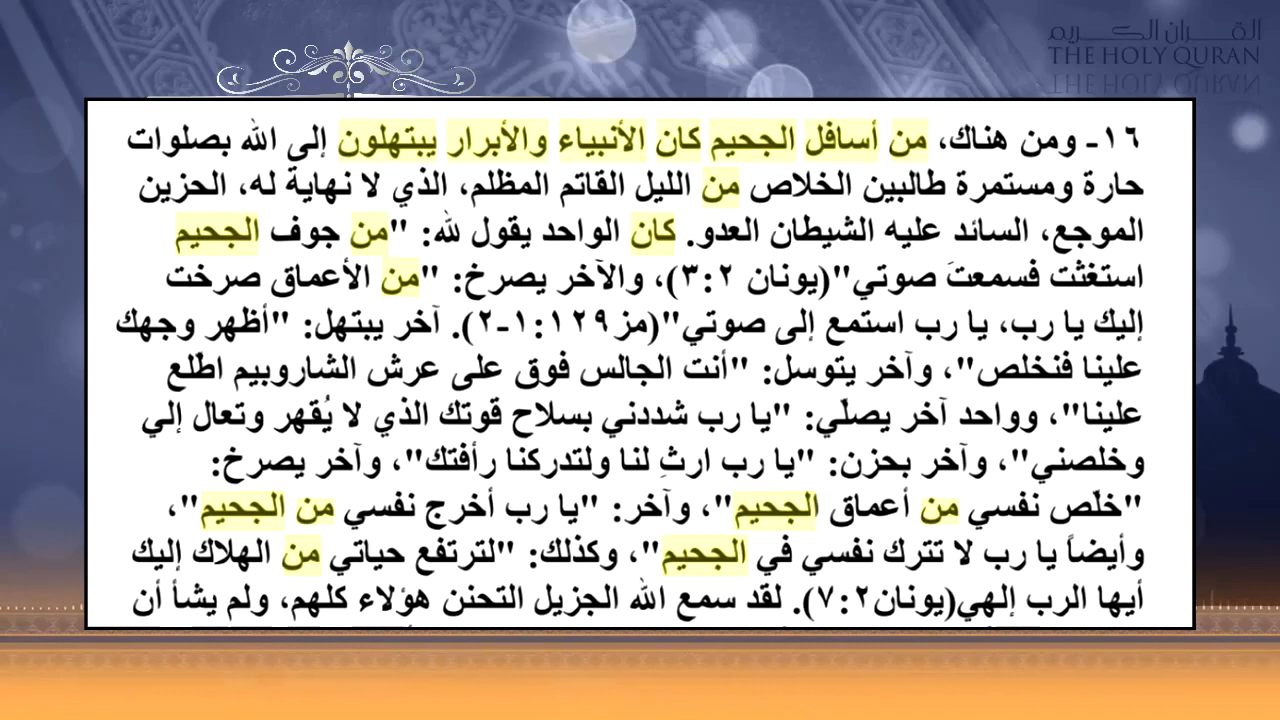 القرآن الكريم
THE HOLY QURAN
١٦- ومن هناك، من أسافل الجحيم كان الأنبياء والأبرار يبتهلون إلى الله بصلوات
حارة ومستمرة طالبين الخلاص من الليل القاتم المظلم، الذي لا نهاية له، الحزين
الموجع، السائد عليه الشيطان العدو. كان الواحد يقول لله: "من جوف الجحيم
استغثت فسمعتَ صوتي"(يونان ٣:٢)، والآخر يصرخ: "من الأعماق صرخت
إليك يا رب، يا رب استمع إلى صوتي"(مز١٢٩:١-٢). آخر يبتهل: "أظهر وجهك
علينا فنخلص"، وآخر يتوسل: "أنت الجالس فوق على عرش الشاروبيم اطّلع
علينا"، وواحد آخر يصلّي: "يا رب شددني بسلاح قوتك الذي لا يُقهر وتعال إلي
وخلصني"، وآخر بحزن: "يا رب ارثِ لنا ولتدركنا رأفتك"، وآخر يصرخ:
"خلّص نفسي من أعماق الجحيم"، وآخر: "يا رب أخرج نفسي من الجحيم"،
وأيضاً يا رب لا تترك نفسي في الجحيم"، وكذلك: "لترتفع حياتي من الهلاك إليك
أيها الرب إلهي(يونان٧:٢). لقد سمع الله الجزيل التحنن هؤلاء كلهم، ولم يشأ أن